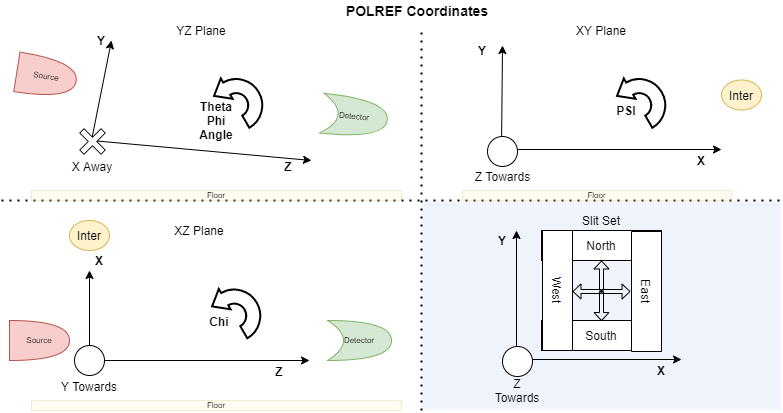 POLREF Coordinates
YZ Plane
Y
Source
Theta
Phi
Angle
Detector
X Away
Z
Floor
XY Plane
Y
Inter
PSI
Z Towards
X
Floor
XZ Plane
Inter
X
Chi
Source
Detector
Y Towards
Z
Floor
Slit Set
Y
North
West
East
South
Z
Towards
X